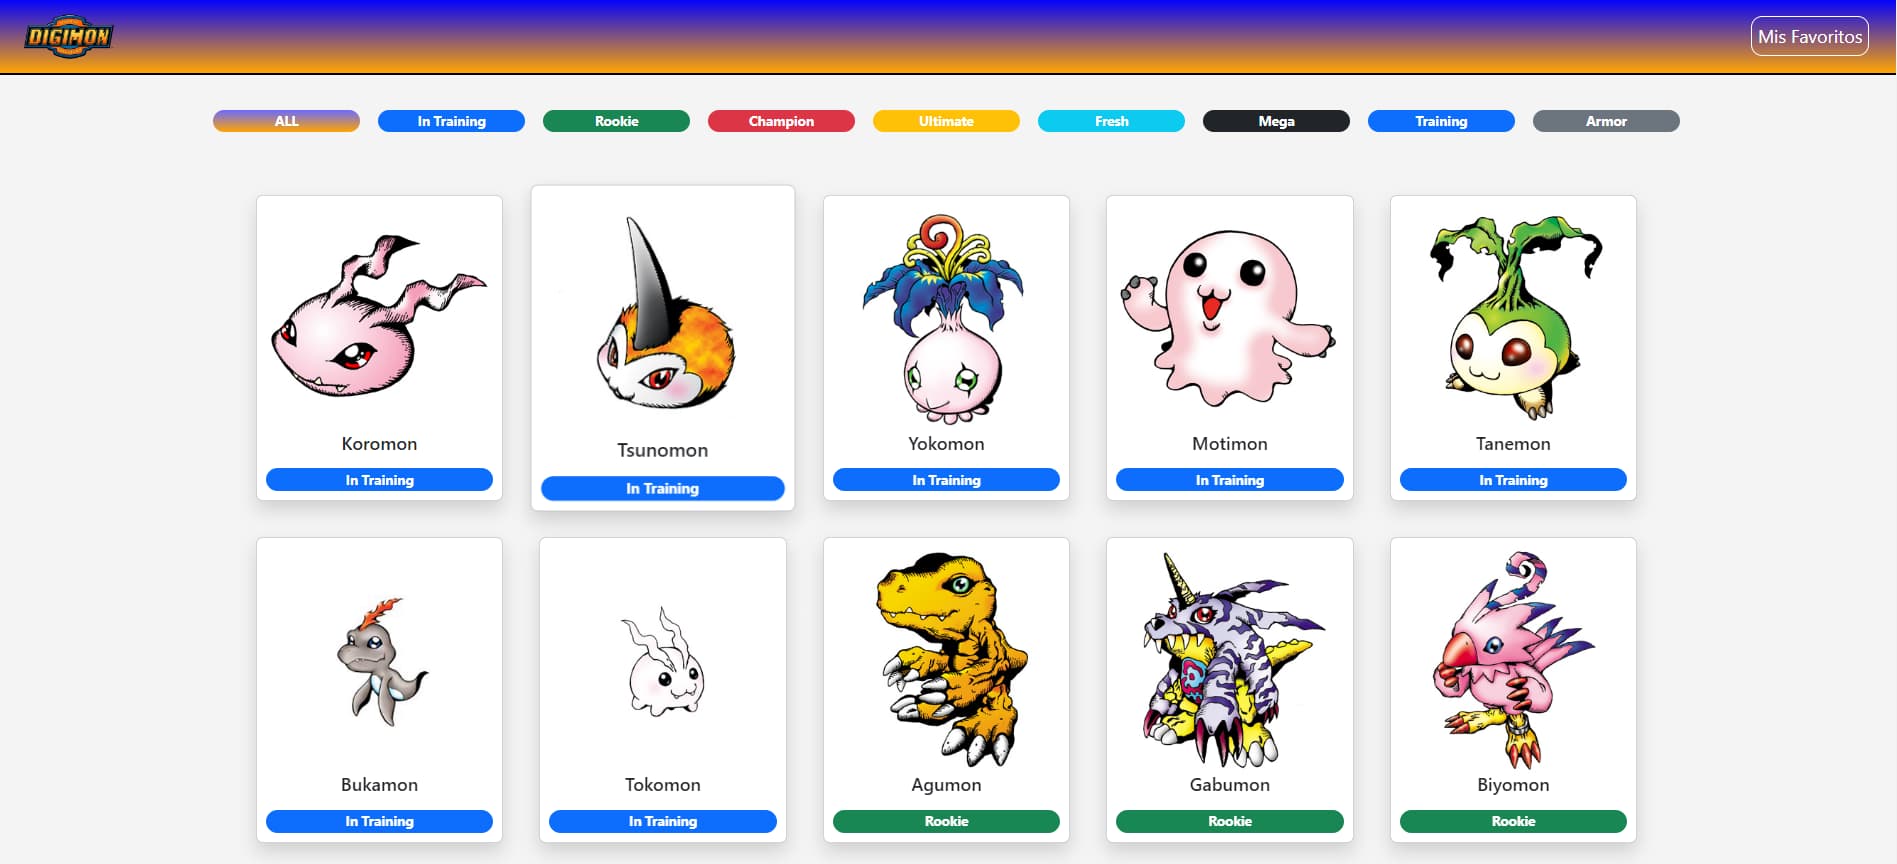 DIGIMON
Mis Favoritos
ALL
In Training
Rookie
Champion
Ultimate
Fresh
Mega
Training
Armor
Koromon
In Training
Tsunomon
In Training
Yokomon
In Training
Motimon
In Training
Tanemon
In Training
Bukamon
In Training
Tokomon
In Training
Agumon
Rookie
Gabumon
Rookie
Biyomon
Rookie